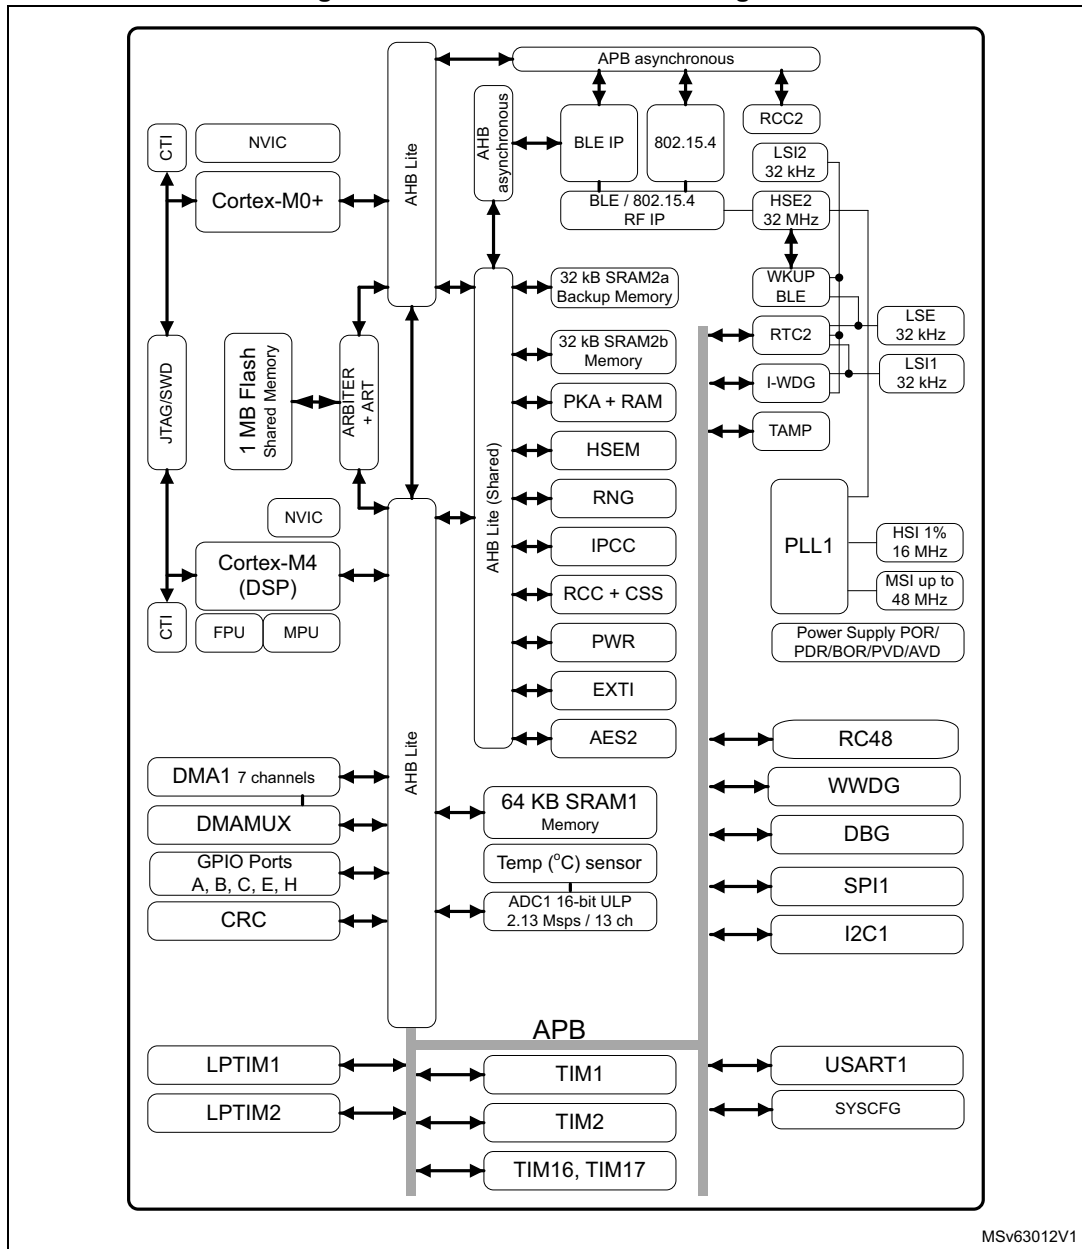 APB asynchronous
AHB Lite
AHB
asynchronous
BLE IP
802.15.4
RCC2
CTI
NVIC
Cortex-M0+
LSI2
32 kHz
BLE / 802.15.4
RF IP
HSE2
32 MHz
32 kB SRAM2a
Backup Memory
WKUP
BLE
LSE
32 kHz
RTC2
32 kB SRAM2b
Memory
LSI1
32 kHz
I-WDG
JTAG/SWD
1 MB Flash
Shared Memory
ARBITER
+ ART
PKA + RAM
TAMP
HSEM
AHB Lite (Shared)
RNG
NVIC
IPCC
PLL1
HSI 1%
16 MHz
Cortex-M4
(DSP)
RCC + CSS
MSI up to
48 MHz
CTI
FPU
MPU
PWR
Power Supply POR/
PDR/BOR/PVD/AVD
EXTI
AES2
RC48
AHB Lite
DMA1 7 channels
WWDG
64 KB SRAM1
Memory
DMAMUX
DBG
Temp (°C) sensor
GPIO Ports
A, B, C, E, H
SPI1
ADC1 16-bit ULP
2.13 Msps / 13 ch
CRC
I2C1
APB
LPTIM1
TIM1
USART1
LPTIM2
TIM2
SYSCFG
TIM16, TIM17
MSv63012V1